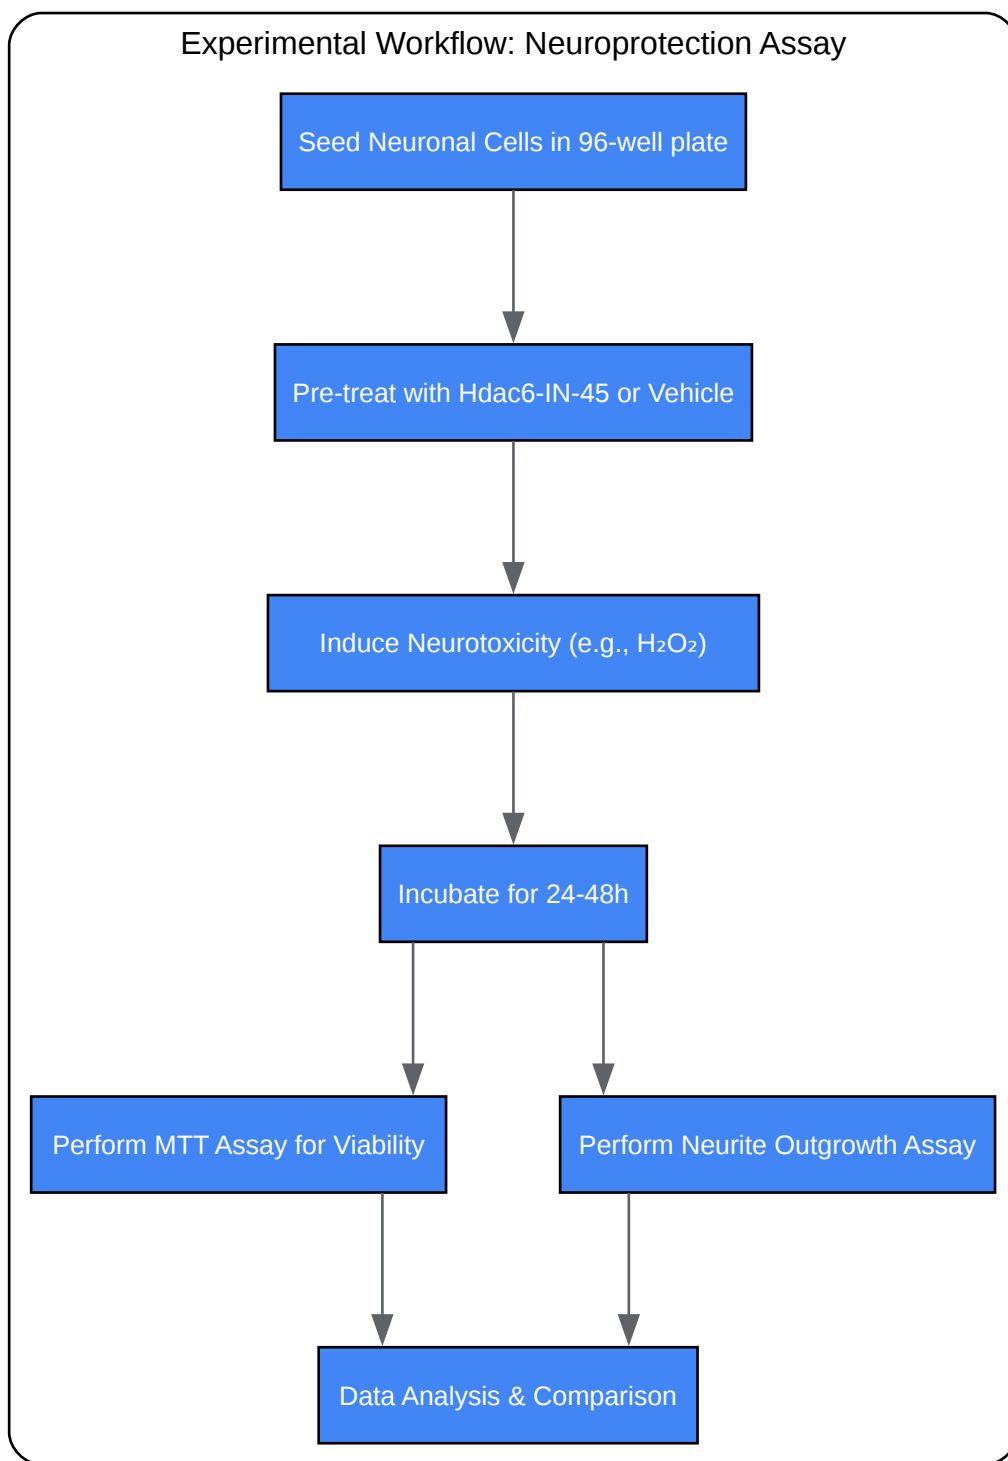 Experimental Workflow: Neuroprotection Assay
Seed Neuronal Cells in 96-well plate
Pre-treat with Hdac6-IN-45 or Vehicle
Induce Neurotoxicity (e.g., H₂O₂)
Incubate for 24-48h
Perform MTT Assay for Viability
Perform Neurite Outgrowth Assay
Data Analysis & Comparison